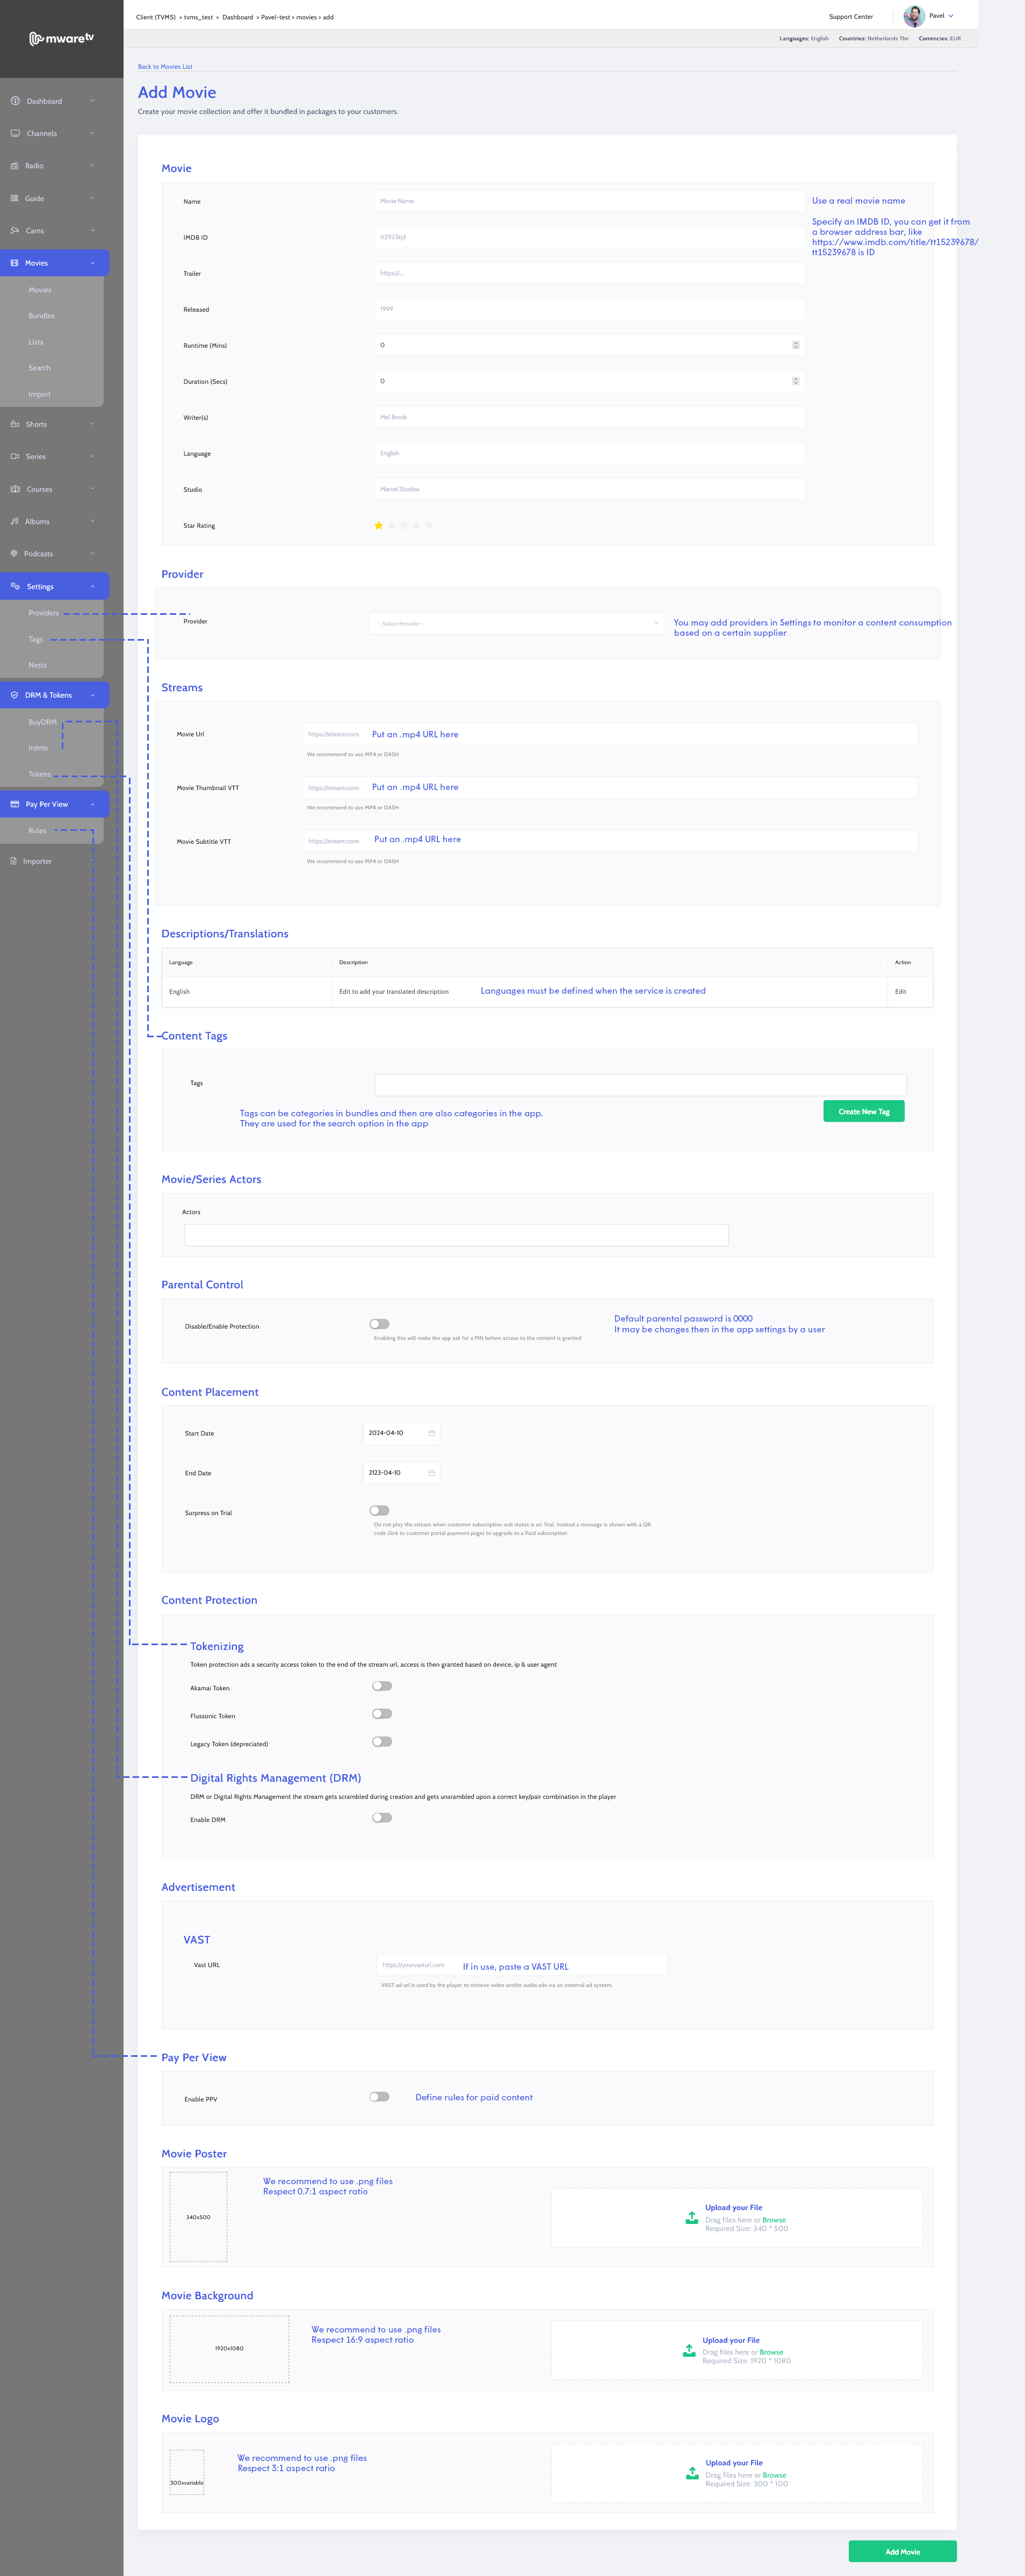 mwaretv
Client (TVMS) > tvms_test > Dashboard > Pavel-test > movies > add
Support Center
Pavel
Languages: English Countries: Netherlands The Currencies: EUR
Dashboard
Channels
Radio
Guide
Cams
Movies
Movies
Bundles
Lists
Search
Import
Shorts
Series
Courses
Albums
Podcasts
Settings
Providers
Tags
Nests
DRM & Tokens
BuyDRM
Irdeto
Tokens
Pay Per View
Rules
Importer
Back to Movies List
Add Movie
Create your movie collection and offer it bundled in packages to your customers.
Movie
Name
Movie Name
Use a real movie name
IMDB ID
tt2923kjd
Specify an IMDB ID, you can get it from
a browser address bar, like
https://www.imdb.com/title/tt15239678/
tt15239678 is ID
Trailer
https://...
Released
1999
Runtime (Mins)
0
Duration (Secs)
0
Writer(s)
Mel Brook
Language
English
Studio
Marvel Studios
Star Rating
Provider
Provider
- Select Provider -
You may add providers in Settings to monitor a content consumption
based on a certain supplier
Streams
Movie Url
https://stream.com
Put an .mp4 URL here
We recommend to use MP4 or DASH
Movie Thumbnail VTT
https://stream.com
Put an .mp4 URL here
We recommend to use MP4 or DASH
Movie Subtitle VTT
https://stream.com
Put an .mp4 URL here
We recommend to use MP4 or DASH
Descriptions/Translations
Language
Description
Action
English
Edit to add your translated description
Languages must be defined when the service is created
Edit
Content Tags
Tags
Create New Tag
Tags can be categories in bundles and then are also categories in the app.
They are used for the search option in the app
Movie/Series Actors
Actors
Parental Control
Disable/Enable Protection
Enabling this will make the app ask for a PIN before access to the content is granted
Default parental password is 0000
It may be changes then in the app settings by a user
Content Placement
Start Date
2024-04-10
End Date
2123-04-10
Surpress on Trial
Do not play the stream when customer subscription sub status is on Trial. Instead a message is shown with a QR
code (link to customer portal payment page) to upgrade to a Paid subscription
Content Protection
Tokenizing
Token protection ads a security access token to the end of the stream url, access is then granted based on device, ip & user agent
Akamai Token
Flussonic Token
Legacy Token (depreciated)
Digital Rights Management (DRM)
DRM or Digital Rights Management the stream gets scrambled during creation and gets unsrambled upon a correct key/pair combination in the player
Enable DRM
Advertisement
VAST
Vast URL
https://yourvasturl.com
If in use, paste a VAST URL
VAST ad url is used by the player to retrieve video and/or audio ads via an external ad system.
Pay Per View
Enable PPV
Define rules for paid content
Movie Poster
340x500
We recommend to use .png files
Respect 0.7:1 aspect ratio
Upload your File
Drag files here or Browse
Required Size: 340 * 500
Movie Background
1920x1080
We recommend to use .png files
Respect 16:9 aspect ratio
Upload your File
Drag files here or Browse
Required Size: 1920 * 1080
Movie Logo
300xvariable
We recommend to use .png files
Respect 3:1 aspect ratio
Upload your File
Drag files here or Browse
Required Size: 300 * 100
Add Movie